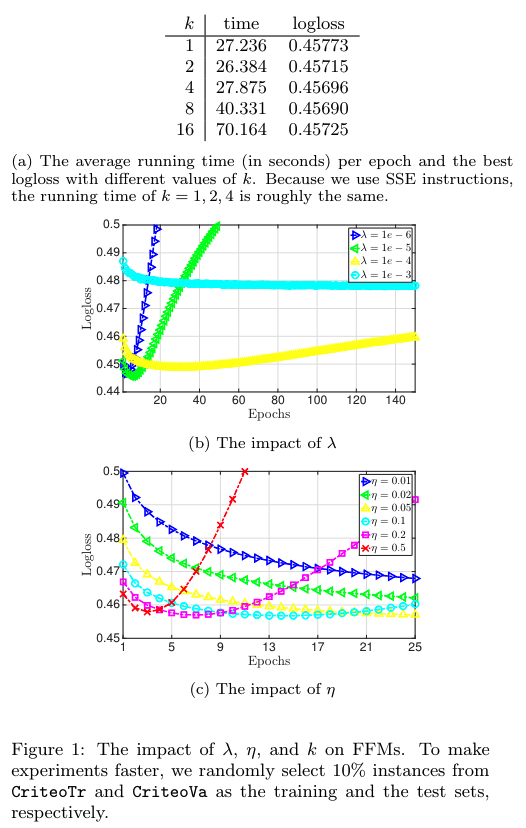 k time logloss
1 27.236 0.45773
2 26.384 0.45715
4 27.875 0.45696
8 40.331 0.45690
16 70.164 0.45725
(a) The average running time (in seconds) per epoch and the best
logloss with different values of k. Because we use SSE instructions,
the running time of k = 1, 2, 4 is roughly the same.
0.5
0.49
0.48
0.47
0.46
0.45
0.44
Logloss
λ = 1e − 6
λ = 1e − 5
λ = 1e − 4
λ = 1e − 3
20 40 60 80 100 120 140
Epochs
(b) The impact of λ
0.5
0.49
0.48
0.47
0.46
0.45
Logloss
η = 0.01
η = 0.02
η = 0.05
η = 0.1
η = 0.2
η = 0.5
1 5 9 13 17 21 25
Epochs
(c) The impact of η
Figure 1: The impact of λ, η, and k on FFMs. To make
experiments faster, we randomly select 10% instances from
CriteoTr and CriteoVa as the training and the test sets,
respectively.